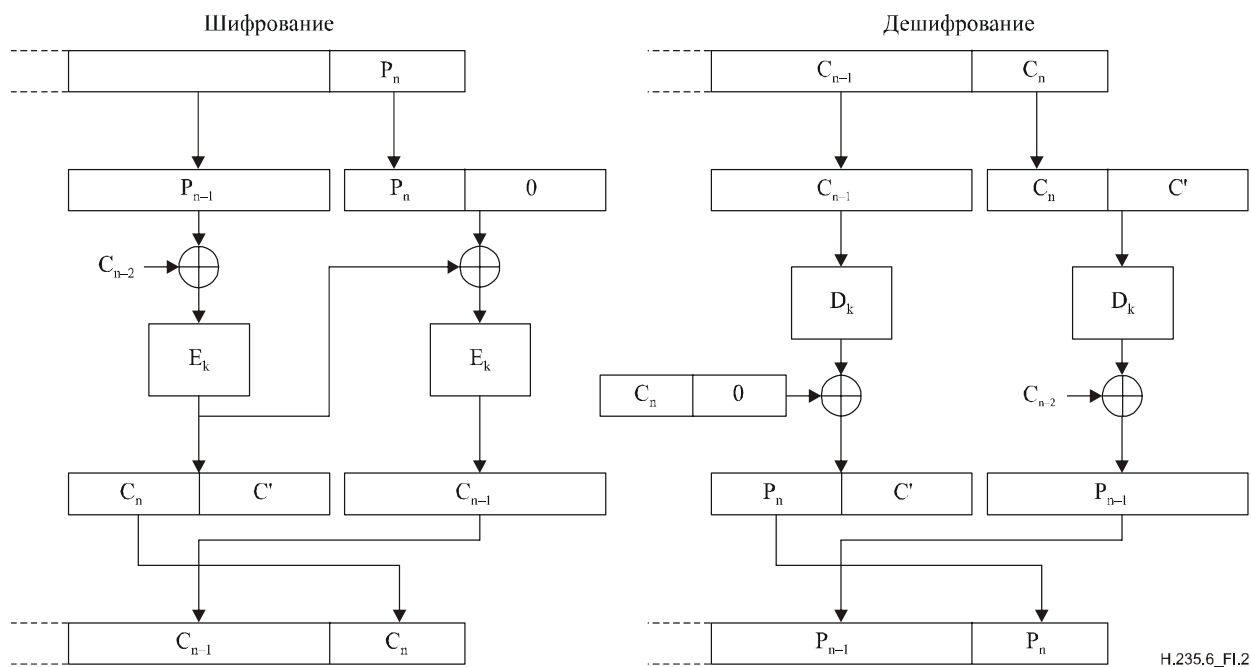 Шифрование
Дешифрование
Pn
Cn–1
Cn
Pn–1
Pn
0
Cn–1
Cn
C'
Cn–2
Ek
Ek
Dk
Dk
Cn
0
Cn–2
Cn
C'
Cn–1
Pn
C'
Pn–1
Cn–1
Cn
Pn–1
Pn
H.235.6_FI.2